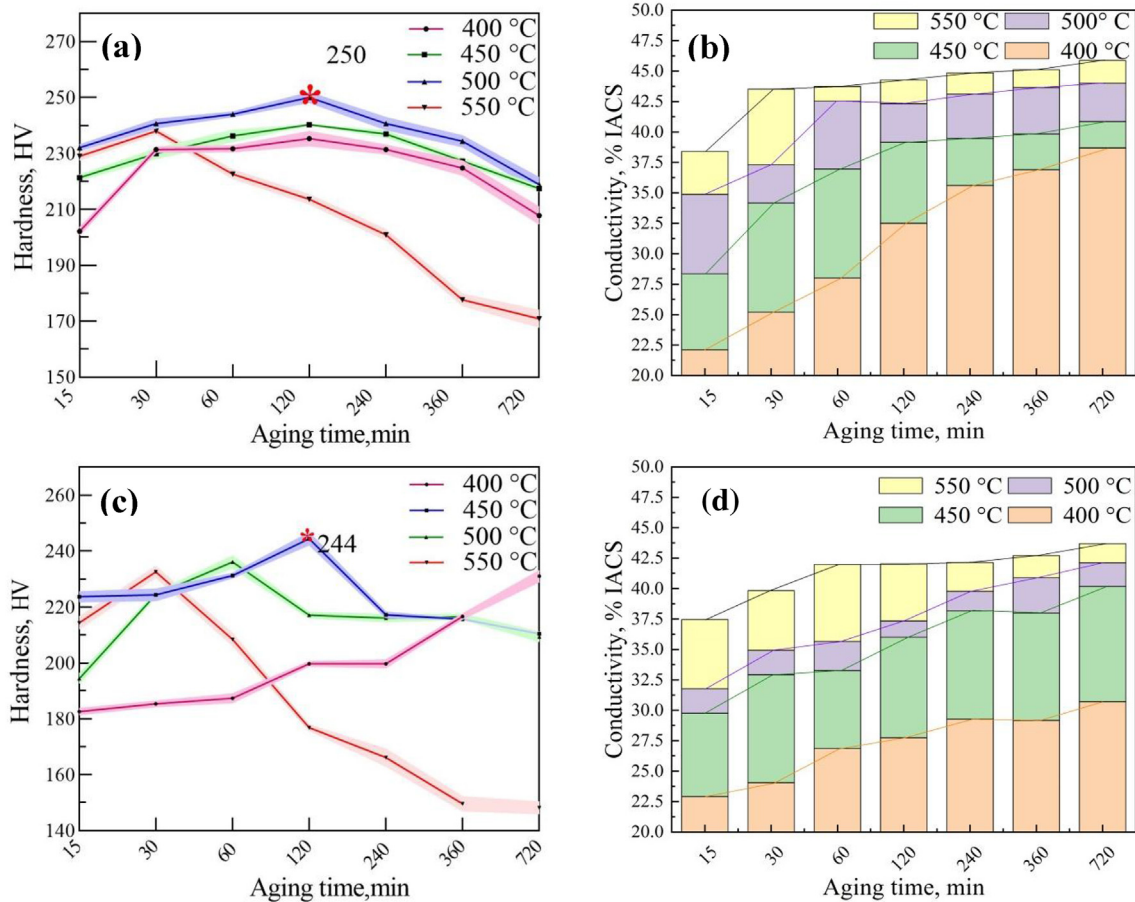 (a)
250
400 °C
450 °C
500 °C
550 °C
Hardness, HV
270
250
230
210
190
170
150
15
30
60
120
240
360
720
Aging time,min
(b)
550 °C
500° C
450 °C
400 °C
Conductivity, % IACS
50.0
47.5
45.0
42.5
40.0
37.5
35.0
32.5
30.0
27.5
25.0
22.5
20.0
15
30
60
120
240
360
720
Aging time, min
(c)
*244
400 °C
450 °C
500 °C
550 °C
Hardness, HV
260
240
220
200
180
160
140
15
30
60
120
240
360
720
Aging time,min
(d)
550 °C
500 °C
450 °C
400 °C
Conductivity, % IACS
50.0
47.5
45.0
42.5
40.0
37.5
35.0
32.5
30.0
27.5
25.0
22.5
20.0
15
30
60
120
240
360
720
Aging time, min